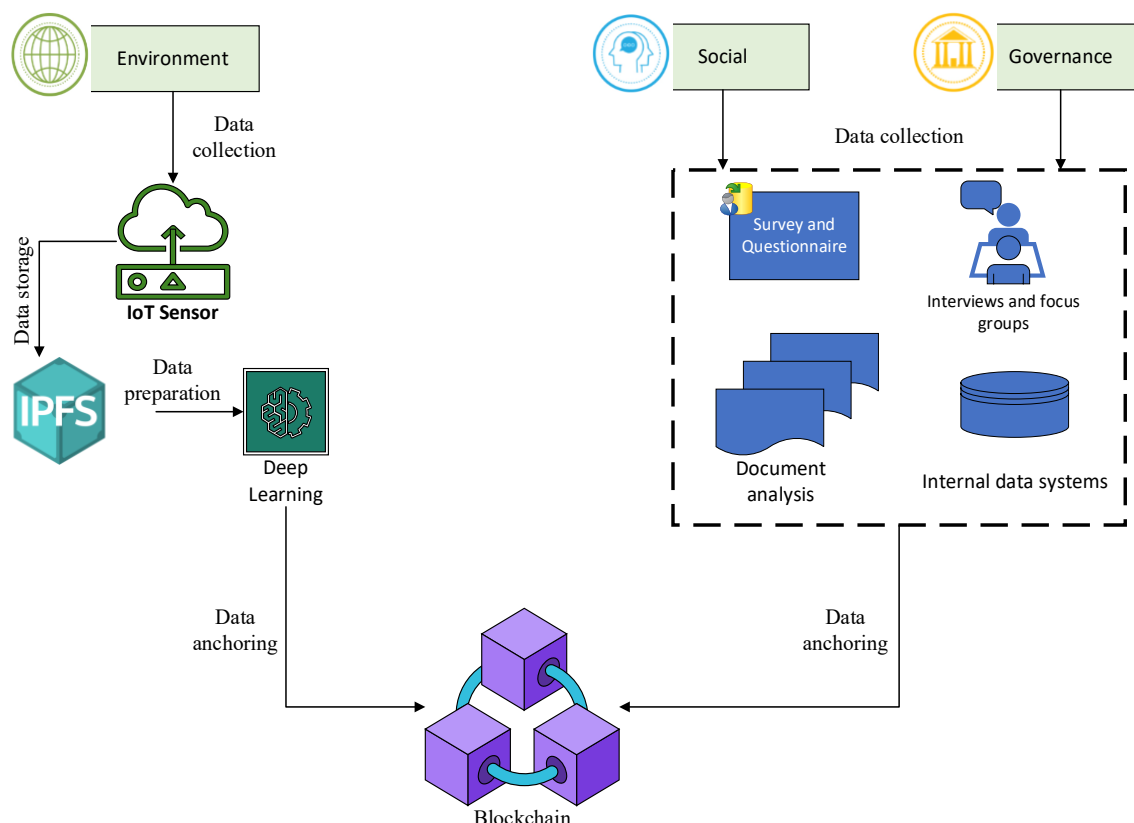 Environment
Social
Governance
Data
collection
Data collection
IoT Sensor
Data storage
Survey and
Questionnaire
Interviews and focus
groups
IPFS
Data
preparation
Deep
Learning
Document
analysis
Internal data systems
Data
anchoring
Data
anchoring
Blockchain